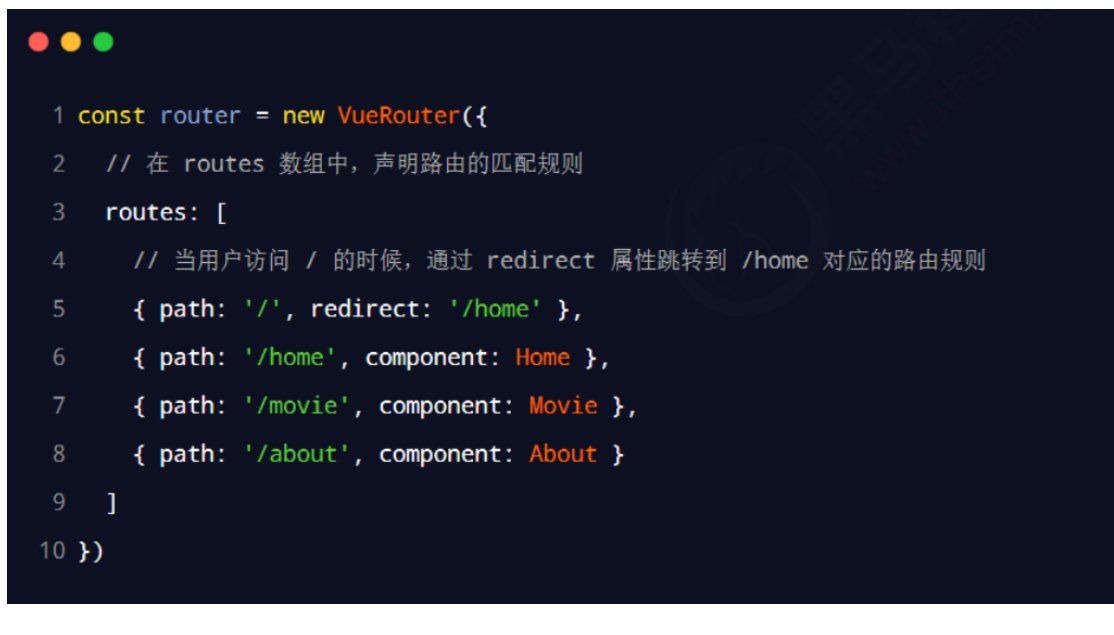 1 const router = new VueRouter({
2 // 在 routes 数组中，声明路由的匹配规则
3 routes: [
4 // 当用户访问 / 的时候，通过 redirect 属性跳转到 /home 对应的路由规则
5 { path: '/', redirect: '/home' },
6 { path: '/home', component: Home },
7 { path: '/movie', component: Movie },
8 { path: '/about', component: About }
9 ]
10 })